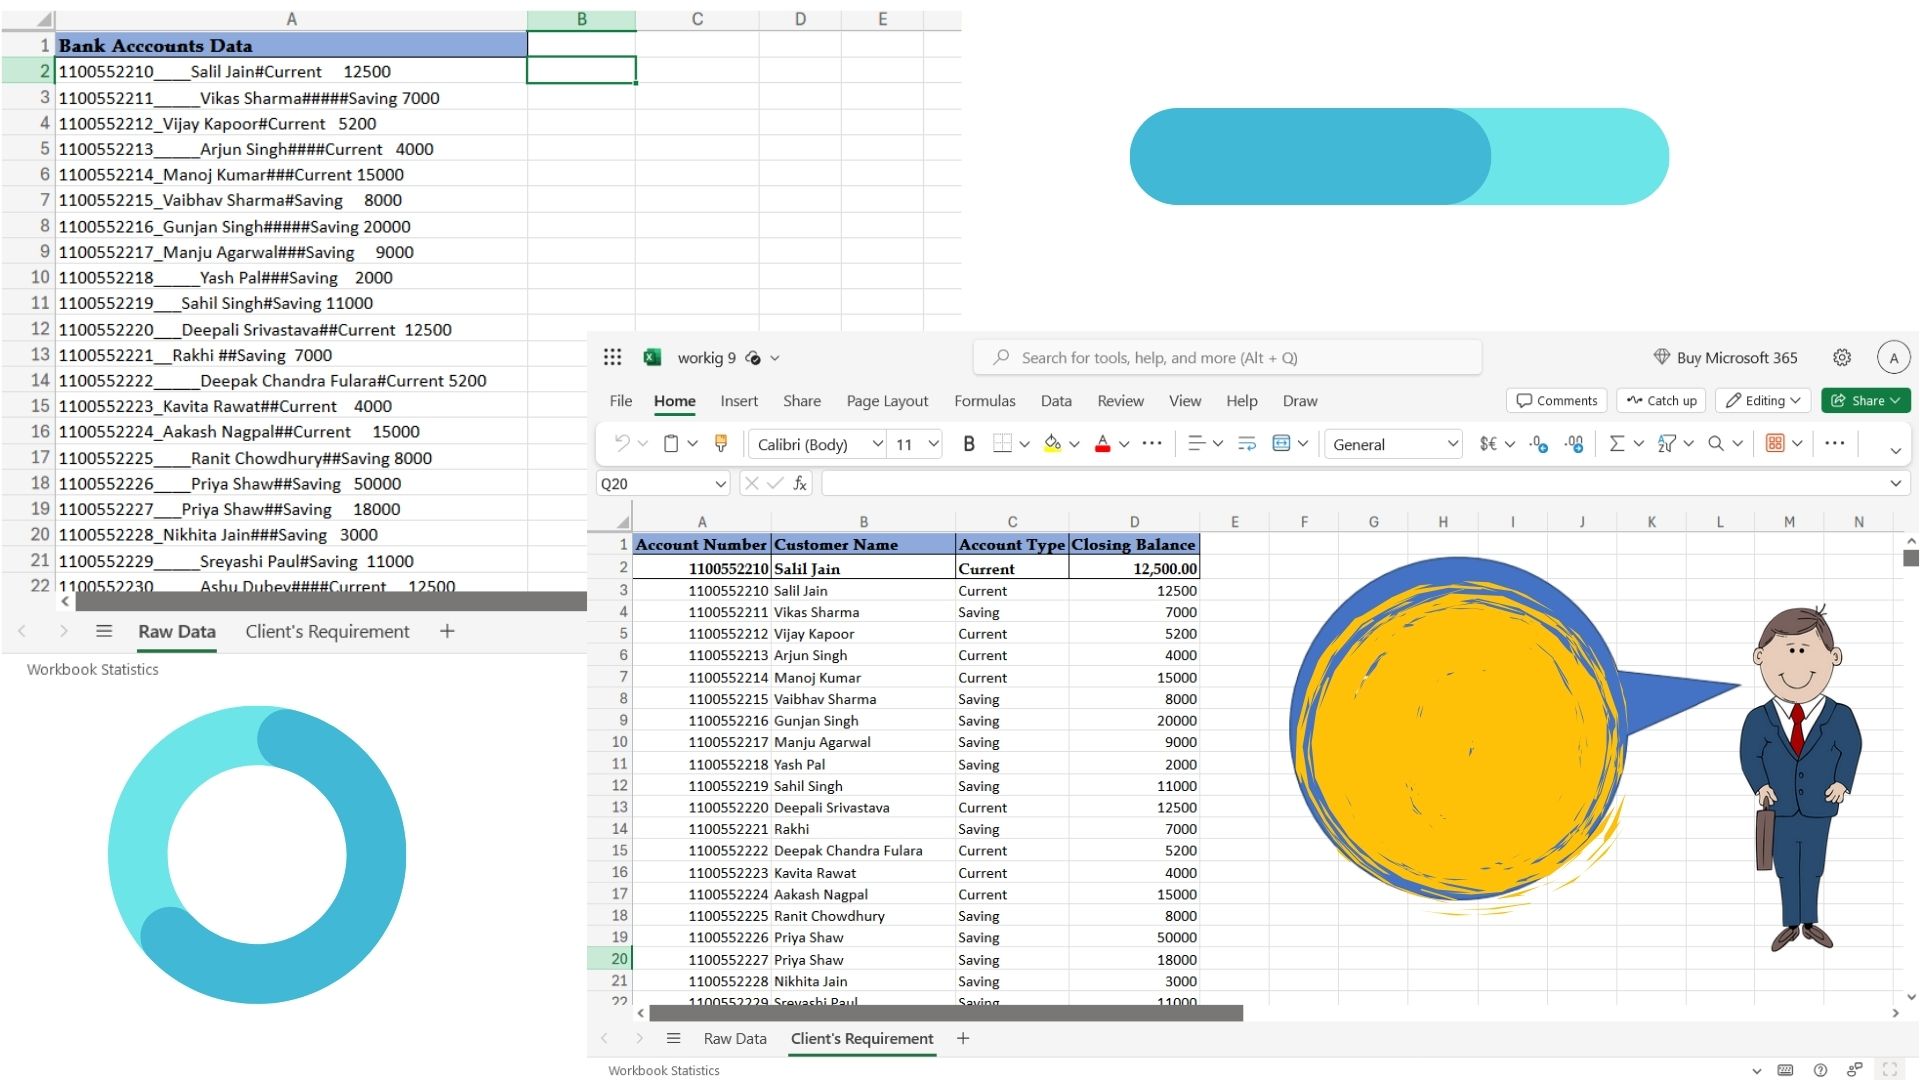 A B C D E
1 Bank Acccounts Data
2 1100552210____Salil Jain#Current 12500
3 1100552211_____Vikas Sharma#####Saving 7000
4 1100552212_Vijay Kapoor#Current 5200
5 1100552213_____Arjun Singh####Current 4000
6 1100552214_Manoj Kumar###Current 15000
7 1100552215_Vaibhav Sharma#Saving 8000
8 1100552216_Gunjan Singh#####Saving 20000
9 1100552217_Manju Agarwal###Saving 9000
10 1100552218_____Yash Pal###Saving 2000
11 1100552219___Sahil Singh#Saving 11000
12 1100552220___Deepali Srivastava##Current 12500
13 1100552221__Rakhi ##Saving 7000
14 1100552222_____Deepak Chandra Fulara#Current 5200
15 1100552223_Kavita Rawat##Current 4000
16 1100552224_Aakash Nagpal##Current 15000
17 1100552225____Ranit Chowdhury##Saving 8000
18 1100552226____Priya Shaw##Saving 50000
19 1100552227___Priya Shaw##Saving 18000
20 1100552228_Nikhita Jain###Saving 3000
21 1100552229_____Sreyashi Paul#Saving 11000
22 1100552230_____Ashu Dubey####Current 12500
Raw Data Client's Requirement +
Workbook Statistics
workig 9 Search for tools, help, and more (Alt + Q) Buy Microsoft 365 A
File Home Insert Share Page Layout Formulas Data Review View Help Draw Comments Catch up Editing Share
Calibri (Body) 11 B A General $€ .0 .00
Q20 fx
A B C D E F G H I J K L M N
1 Account Number Customer Name Account Type Closing Balance
2 1100552210 Salil Jain Current 12,500.00
3 1100552210 Salil Jain Current 12500
4 1100552211 Vikas Sharma Saving 7000
5 1100552212 Vijay Kapoor Current 5200
6 1100552213 Arjun Singh Current 4000
7 1100552214 Manoj Kumar Current 15000
8 1100552215 Vaibhav Sharma Saving 8000
9 1100552216 Gunjan Singh Saving 20000
10 1100552217 Manju Agarwal Saving 9000
11 1100552218 Yash Pal Saving 2000
12 1100552219 Sahil Singh Saving 11000
13 1100552220 Deepali Srivastava Current 12500
14 1100552221 Rakhi Saving 7000
15 1100552222 Deepak Chandra Fulara Current 5200
16 1100552223 Kavita Rawat Current 4000
17 1100552224 Aakash Nagpal Current 15000
18 1100552225 Ranit Chowdhury Saving 8000
19 1100552226 Priya Shaw Saving 50000
20 1100552227 Priya Shaw Saving 18000
21 1100552228 Nikhita Jain Saving 3000
22 1100552229 Sreyashi Paul Saving 11000
Raw Data Client's Requirement +
Workbook Statistics